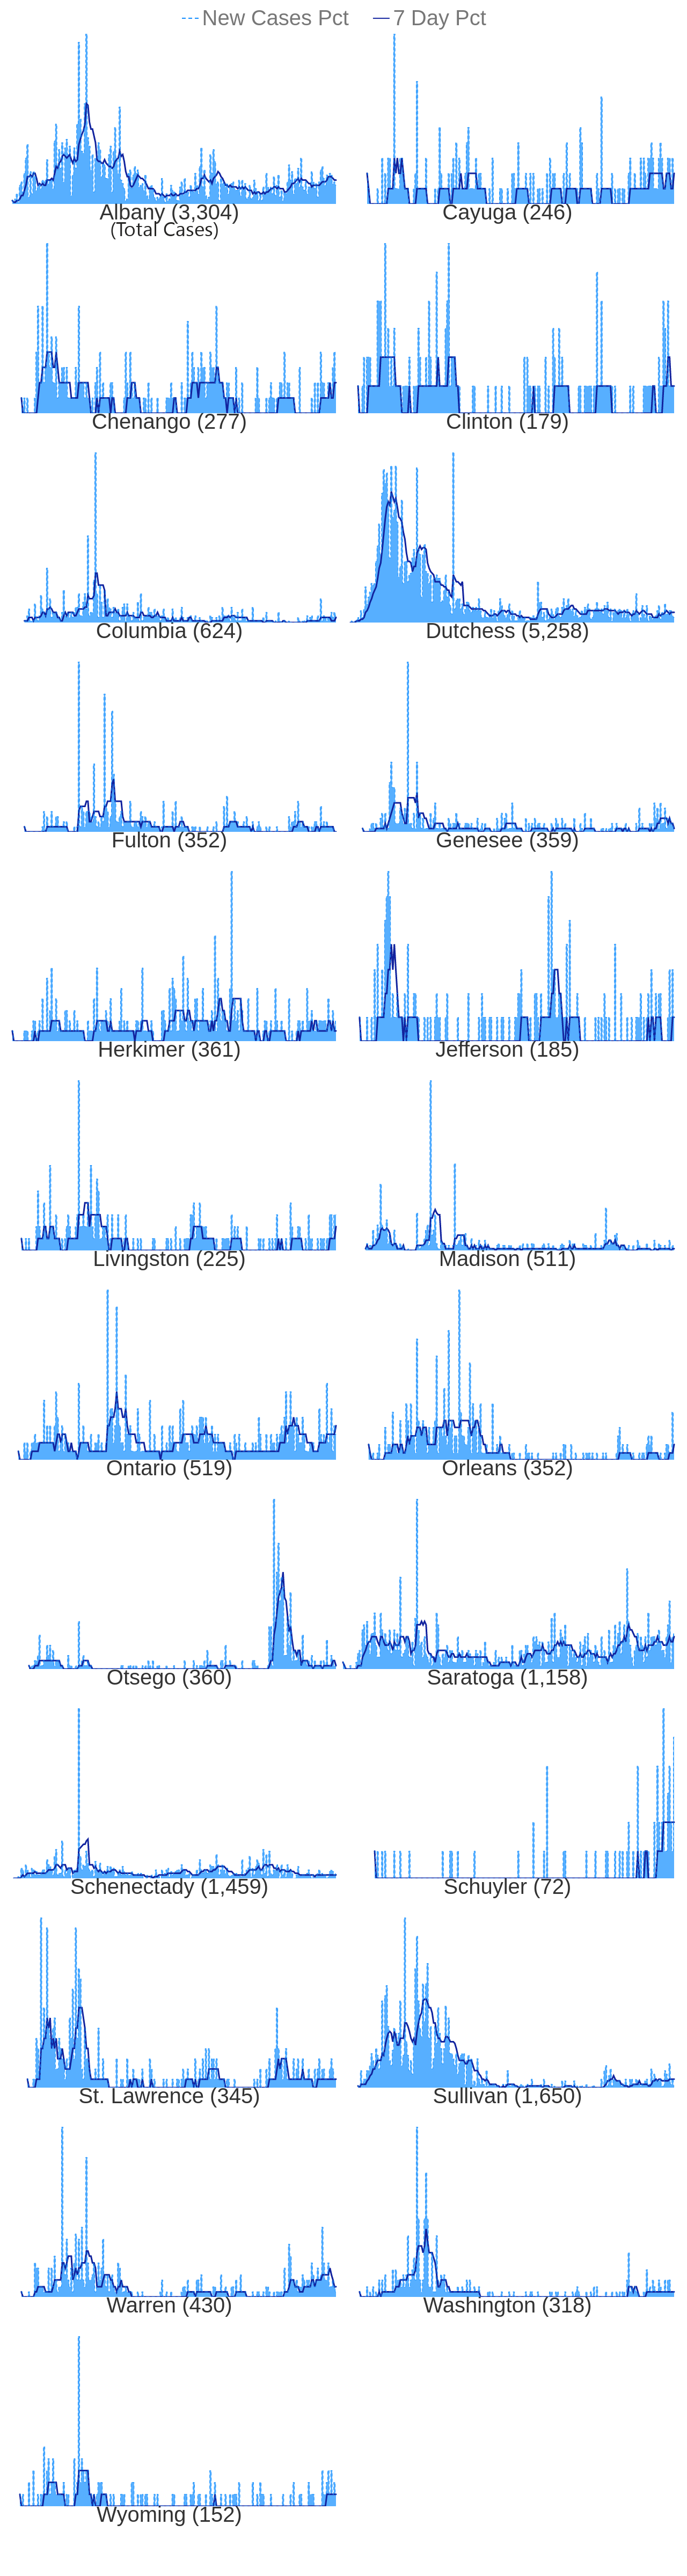 New Cases Pct 7 Day Pct
Albany (3,304) Cayuga (246)
(Total Cases)
Chenango (277) Clinton (179)
Columbia (624) Dutchess (5,258)
Fulton (352) Genesee (359)
Herkimer (361) Jefferson (185)
Livingston (225) Madison (511)
Ontario (519) Orleans (352)
Otsego (360) Saratoga (1,158)
Schenectady (1,459) Schuyler (72)
St. Lawrence (345) Sullivan (1,650)
Warren (430) Washington (318)
Wyoming (152)